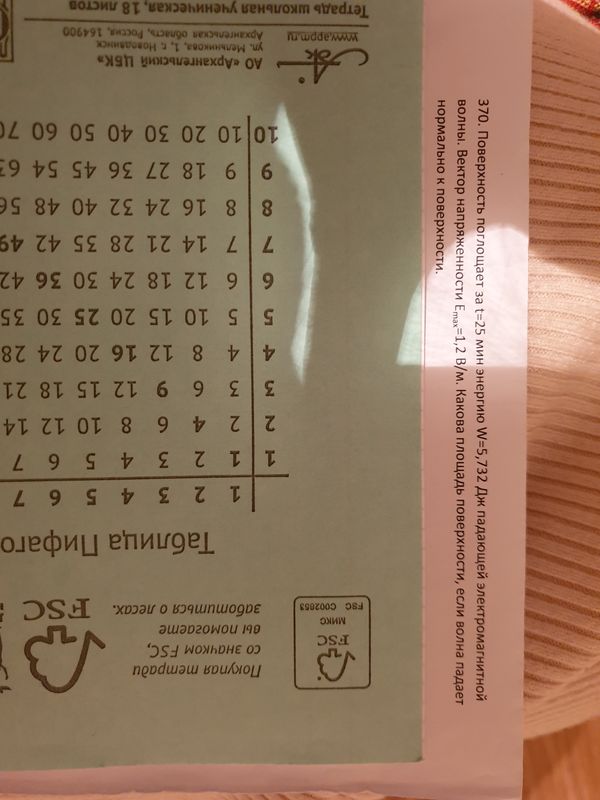 370. Поверхность поглощает за t=25 мин энергию W=5,732 Дж падающей электромагнитной
волны. Вектор напряженности Emax=1,2 В/м. Какова площадь поверхности, если волна падает
нормально к поверхности.
FSC
МИКС
FSC C002653
Покупая тетради
со значком FSC,
вы помогаете
заботиться о лесах.
FSC
Таблица Пифаго
1 2 3 4 5 6 7
1 1 2 3 4 5 6 7
2 2 4 6 8 10 12 14
3 3 6 9 12 15 18 21
4 4 8 12 16 20 24 28
5 5 10 15 20 25 30 35
6 6 12 18 24 30 36 42
7 7 14 21 28 35 42 49
8 8 16 24 32 40 48 56
9 9 18 27 36 45 54 63
10 10 20 30 40 50 60 70
АО «Архангельский ЦБК»
ул. Мельникова, 1, г. Новодвинск
Архангельская область, Россия, 164900
www.appm.ru
Тетрадь школьная ученическая, 18 листов